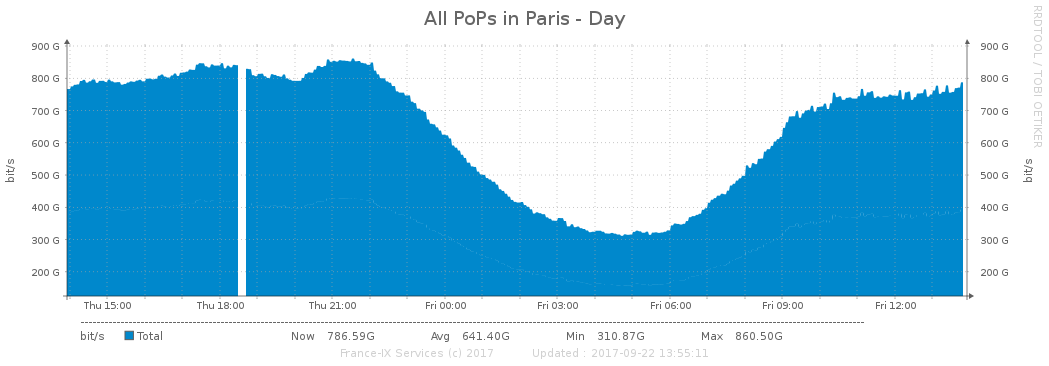 All PoPs in Paris - Day
RRDTOOL / TOBI OETIKER
900 G 900 G
800 G 800 G
700 G 700 G
600 G 600 G
500 G 500 G
400 G 400 G
300 G 300 G
200 G 200 G
bit/s bit/s
Thu 15:00 Thu 18:00 Thu 21:00 Fri 00:00 Fri 03:00 Fri 06:00 Fri 09:00 Fri 12:00
bit/s Total Now 786.59G Avg 641.40G Min 310.87G Max 860.50G
France-IX Services (c) 2017 Updated : 2017-09-22 13:55:11